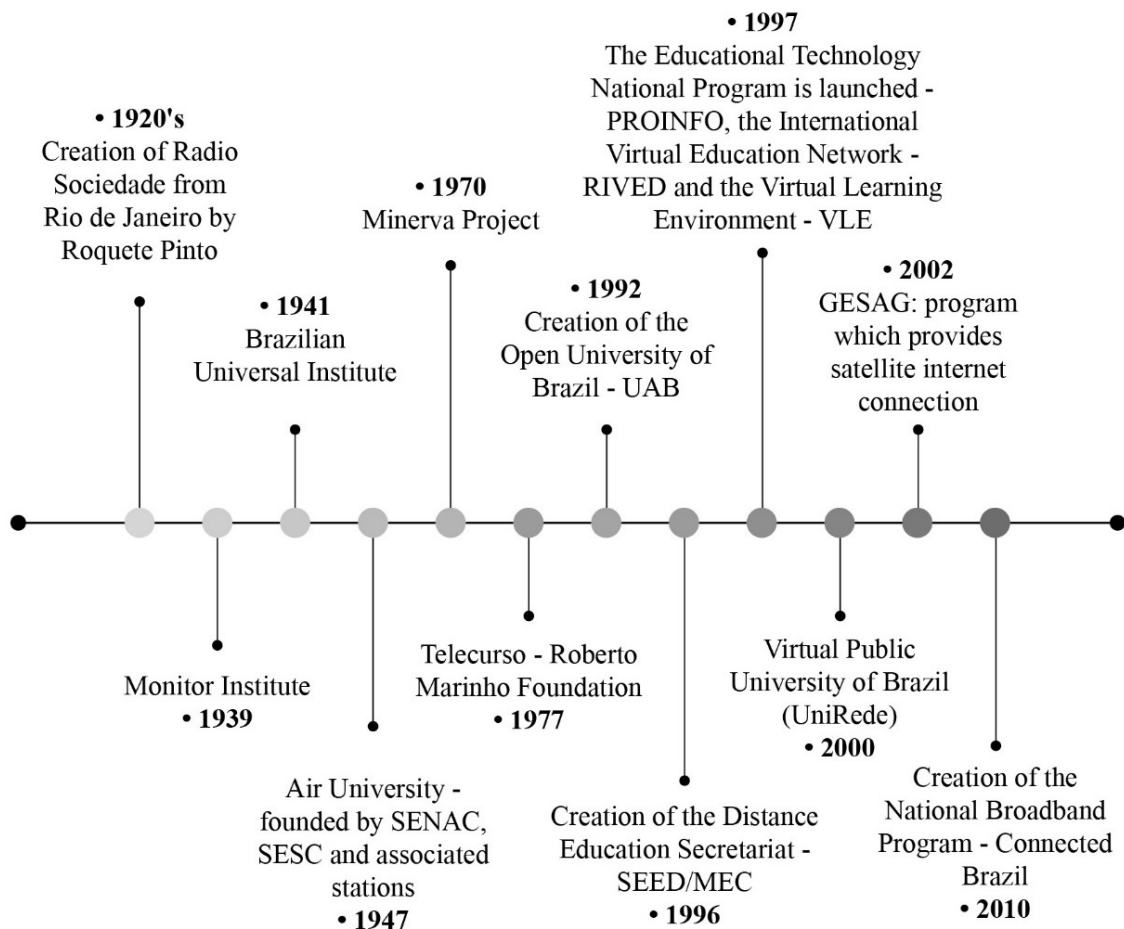 • 1920's
Creation of Radio
Sociedade from
Rio de Janeiro by
Roquete Pinto
Monitor Institute
• 1939
• 1941
Brazilian
Universal Institute
Air University -
founded by SENAC,
SESC and associated
stations
• 1947
• 1970
Minerva Project
Telecurso - Roberto
Marinho Foundation
• 1977
• 1992
Creation of the
Open University of
Brazil - UAB
Creation of the Distance
Education Secretariat -
SEED/MEC
• 1996
• 1997
The Educational Technology
National Program is launched -
PROINFO, the International
Virtual Education Network -
RIVED and the Virtual Learning
Environment - VLE
Virtual Public
University of Brazil
(UniRede)
• 2000
• 2002
GESAG: program
which provides
satellite internet
connection
Creation of the
National Broadband
Program - Connected
Brazil
• 2010